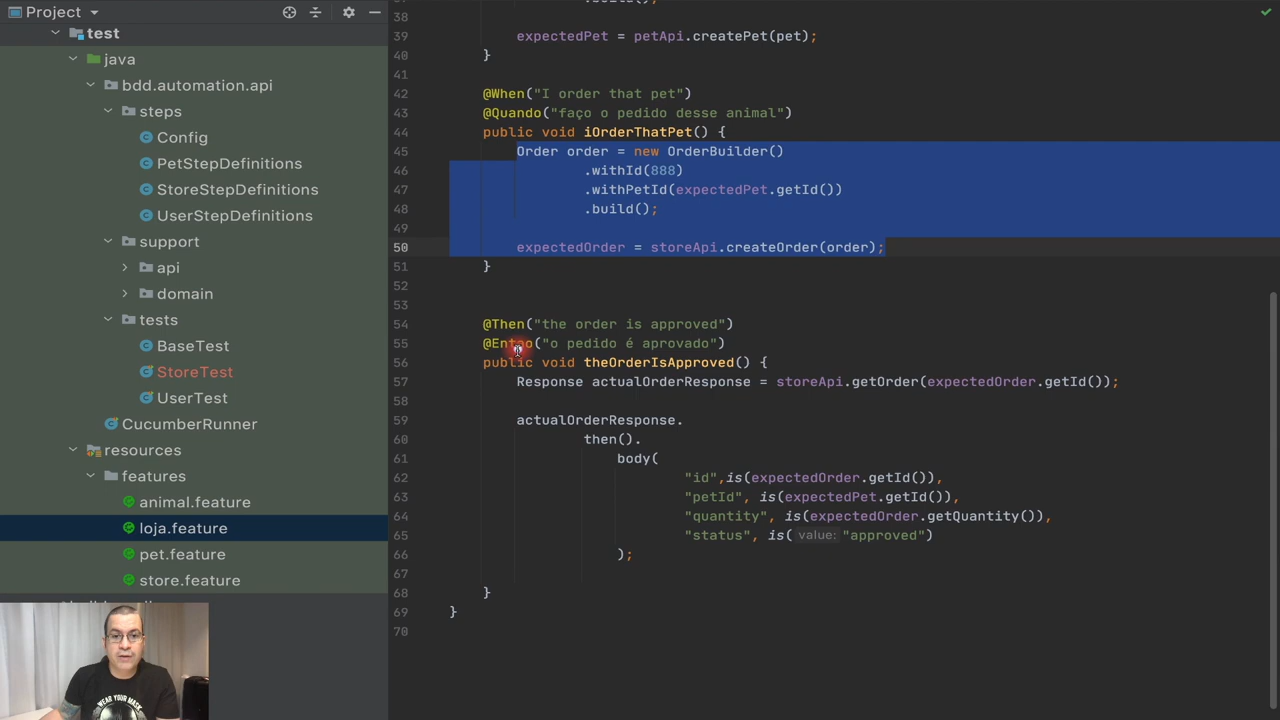 Project
test
java
bdd.automation.api
steps
Config
PetStepDefinitions
StoreStepDefinitions
UserStepDefinitions
support
api
domain
tests
BaseTest
StoreTest
UserTest
CucumberRunner
resources
features
animal.feature
loja.feature
pet.feature
store.feature
38
39 expectedPet = petApi.createPet(pet);
40 }
41
42 @When("I order that pet")
43 @Quando("faço o pedido desse animal")
44 public void iOrderThatPet() {
45 Order order = new OrderBuilder()
46 .withId(888)
47 .withPetId(expectedPet.getId())
48 .build();
49
50 expectedOrder = storeApi.createOrder(order);
51 }
52
53
54 @Then("the order is approved")
55 @Entao("o pedido é aprovado")
56 public void theOrderIsApproved() {
57 Response actualOrderResponse = storeApi.getOrder(expectedOrder.getId());
58
59 actualOrderResponse.
60 then().
61 body(
62 "id",is(expectedOrder.getId()),
63 "petId", is(expectedPet.getId()),
64 "quantity", is(expectedOrder.getQuantity()),
65 "status", is( value: "approved")
66 );
67
68 }
69 }
70
WEAR YOUR MASK